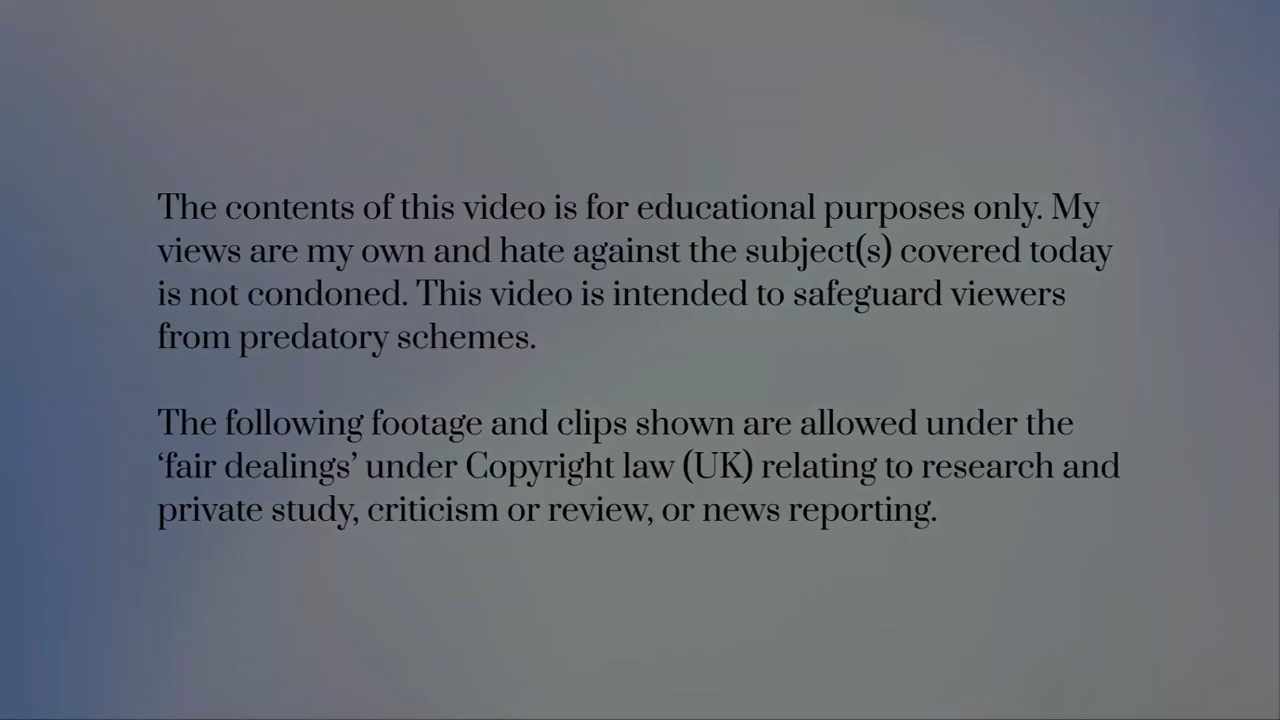 The contents of this video is for educational purposes only. My
views are my own and hate against the subject(s) covered today
is not condoned. This video is intended to safeguard viewers
from predatory schemes.
The following footage and clips shown are allowed under the
‘fair dealings’ under Copyright law (UK) relating to research and
private study, criticism or review, or news reporting.